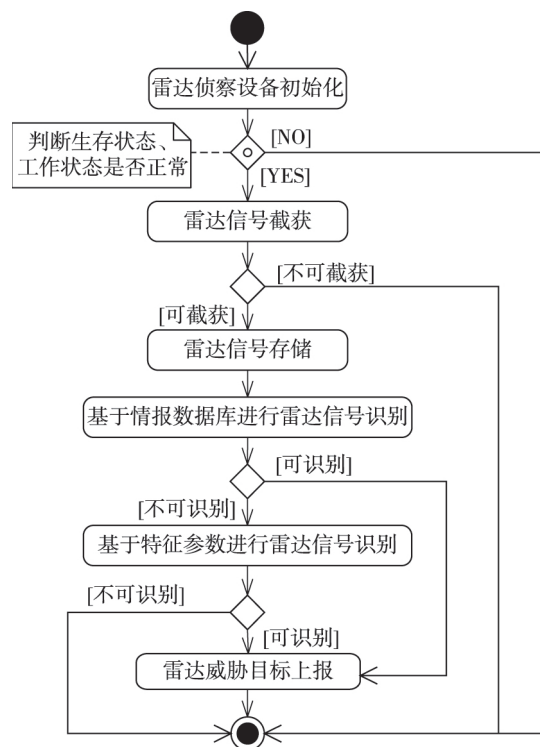 雷达侦察设备初始化
判断生存状态、
工作状态是否正常
[NO]
[YES]
雷达信号截获
[不可截获]
[可截获]
雷达信号存储
基于情报数据库进行雷达信号识别
[可识别]
[不可识别]
基于特征参数进行雷达信号识别
[不可识别]
[可识别]
雷达威胁目标上报